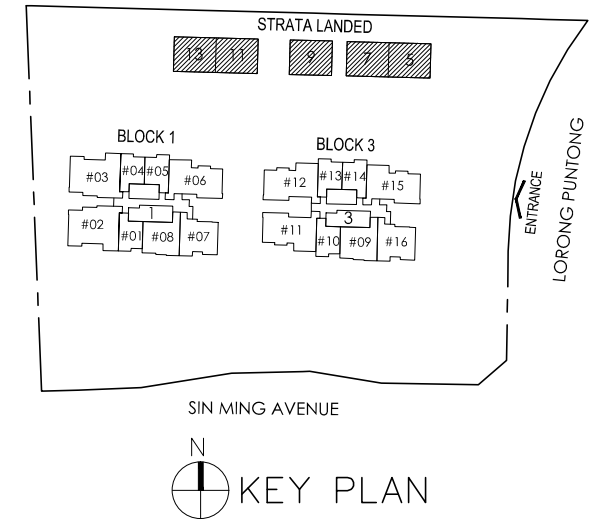 STRATA LANDED
13 11 9 7 5
BLOCK 1
BLOCK 3
#03 #04 #05 #06
#12 #13 #14 #15
1
3
#02 #01 #08 #07
#11 #10 #09 #16
ENTRANCE
LORONG PUNTONG
SIN MING AVENUE
N
KEY PLAN